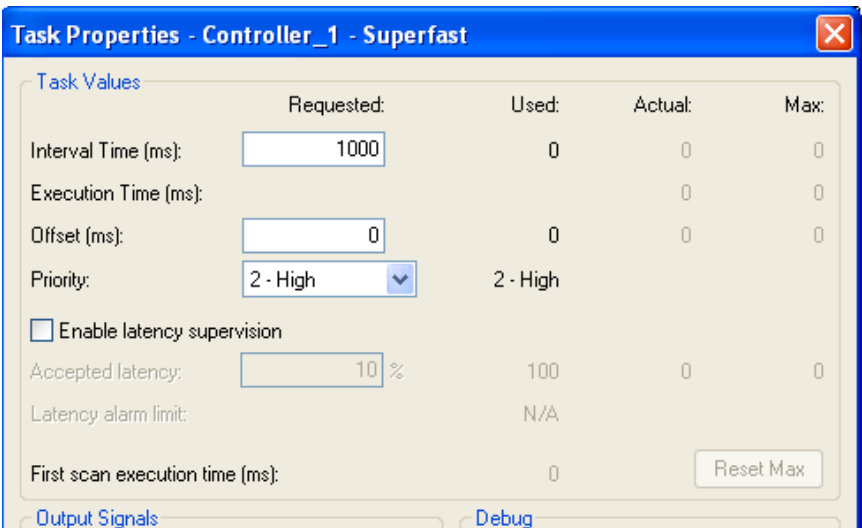 Task Properties - Controller_1 - Superfast
Task Values
Requested: Used: Actual: Max:
Interval Time (ms): 1000 0 0 0
Execution Time (ms): 0 0
Offset (ms): 0 0 0 0
Priority: 2 - High 2 - High
Enable latency supervision
Accepted latency: 10 % 100 0 0
Latency alarm limit: N/A
First scan execution time (ms): 0 Reset Max
Output Signals Debug